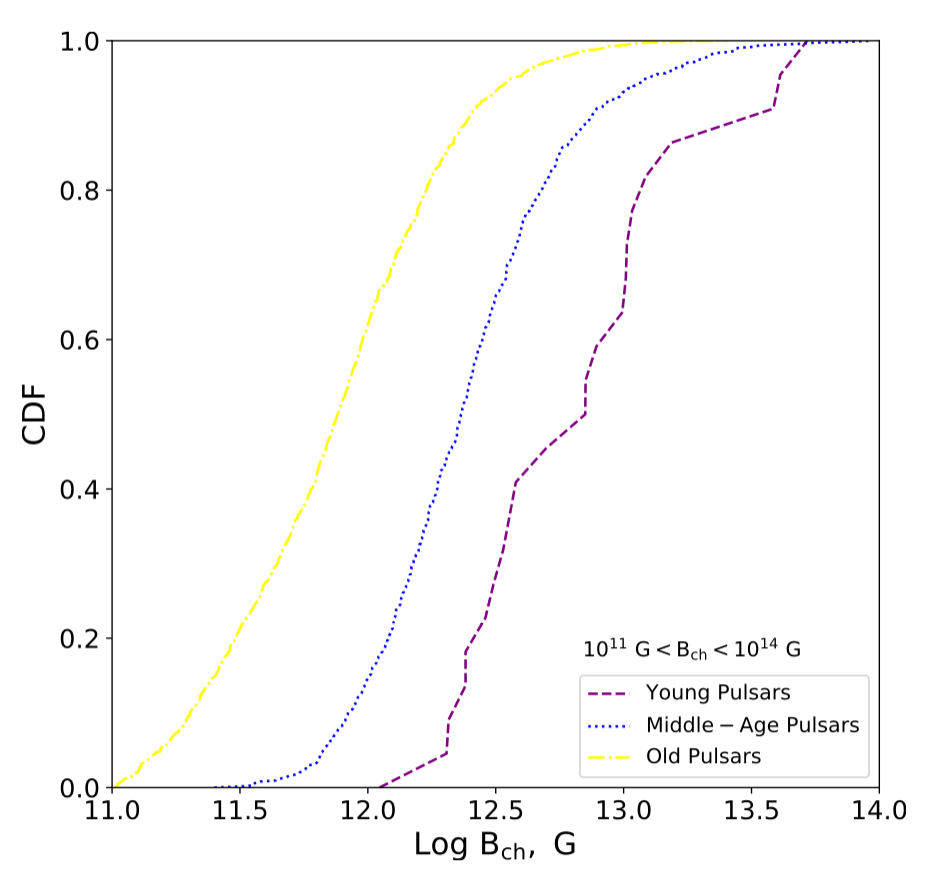 1.0
0.8
0.6
0.4
0.2
0.0
CDF
11.0 11.5 12.0 12.5 13.0 13.5 14.0
Log B_ch, G
10^11 G < B_ch < 10^14 G
Young Pulsars
Middle − Age Pulsars
Old Pulsars